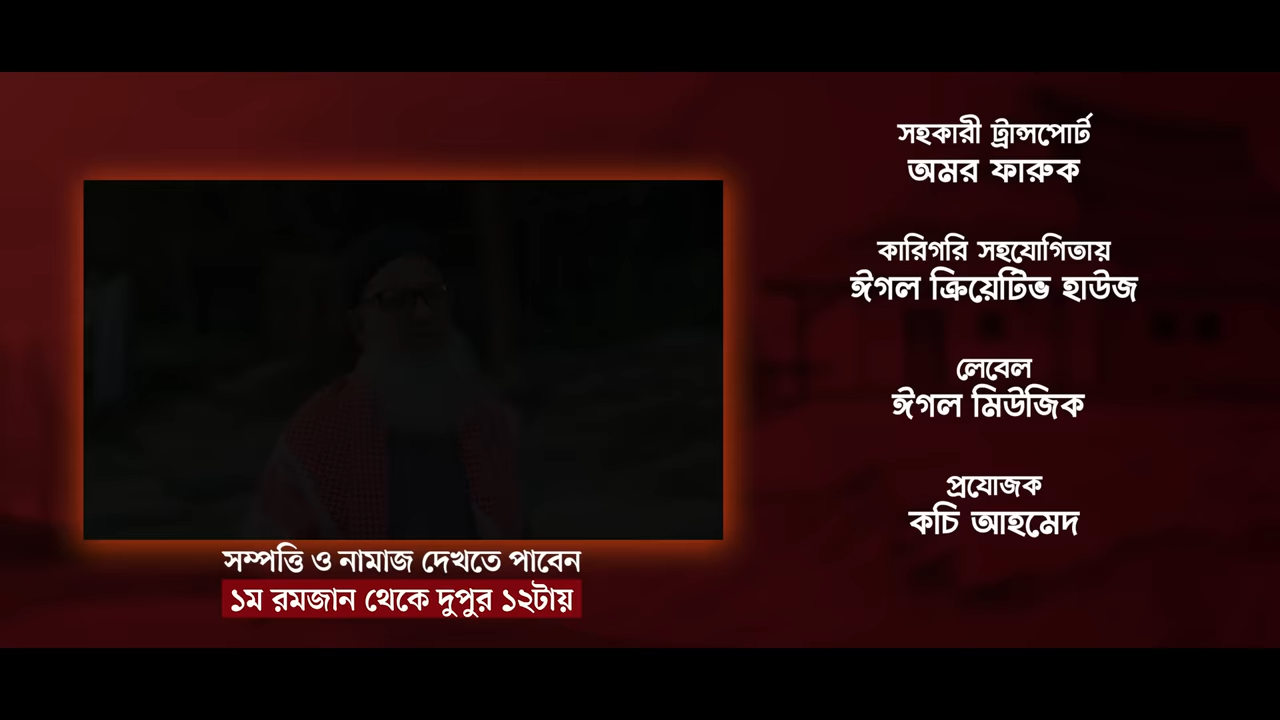 সহকারী ট্রান্সপোর্ট
অমর ফারুক
কারিগরি সহযোগিতায়
ঈগল ক্রিয়েটিভ হাউজ
লেবেল
ঈগল মিউজিক
প্রযোজক
কচি আহমেদ
সম্পত্তি ও নামাজ দেখতে পাবেন
১ম রমজান থেকে দুপুর ১২টায়